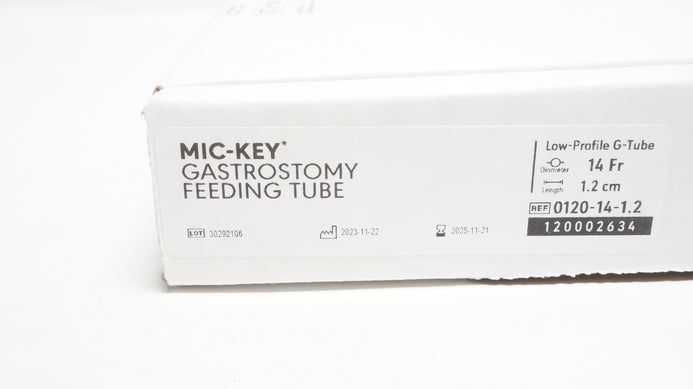 MIC-KEY*
GASTROSTOMY
FEEDING TUBE
LOT 30292106
2023-11-22
2025-11-21
Low-Profile G-Tube
Diameter 14 Fr
Length 1.2 cm
REF 0120-14-1.2
120002634